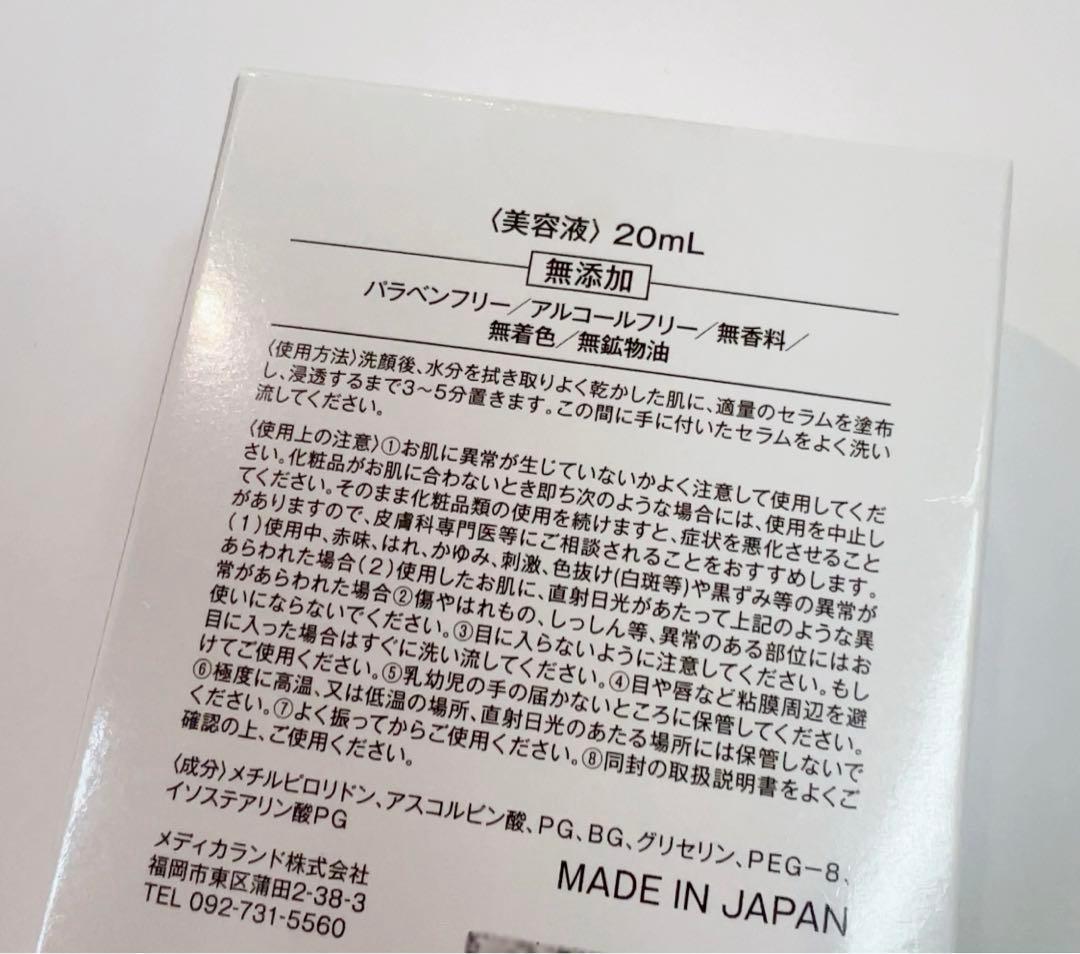 〈美容液〉20mL
無添加
パラベンフリー/アルコールフリー/無香料/
無着色/無鉱物油
〈使用方法〉洗顔後、水分を拭き取りよく乾かした肌に、適量のセラムを塗布
し、浸透するまで3〜5分置きます。この間に手に付いたセラムをよく洗い
流してください。
〈使用上の注意〉①お肌に異常が生じていないかよく注意して使用してくだ
さい。化粧品がお肌に合わないとき即ち次のような場合には、使用を中止し
てください。そのまま化粧品類の使用を続けますと、症状を悪化させること
がありますので、皮膚科専門医等にご相談されることをおすすめします。
(1)使用中、赤味、はれ、かゆみ、刺激、色抜け(白斑等)や黒ずみ等の異常が
あらわれた場合(2)使用したお肌に、直射日光があたって上記のような異
常があらわれた場合②傷やはれもの、しっしん等、異常のある部位にはお
使いにならないでください。③目に入らないように注意してください。もし
目に入った場合はすぐに洗い流してください。④目や唇など粘膜周辺を避
けてご使用ください。⑤乳幼児の手の届かないところに保管してください。
⑥極度に高温、又は低温の場所、直射日光のあたる場所には保管しないで
ください。⑦よく振ってからご使用ください。⑧同封の取扱説明書をよくご
確認の上、ご使用ください。
〈成分〉メチルピロリドン、アスコルビン酸、PG、BG、グリセリン、PEG-8、
イソステアリン酸PG
メディカランド株式会社
福岡市東区蒲田2-38-3
TEL 092-731-5560
MADE IN JAPAN